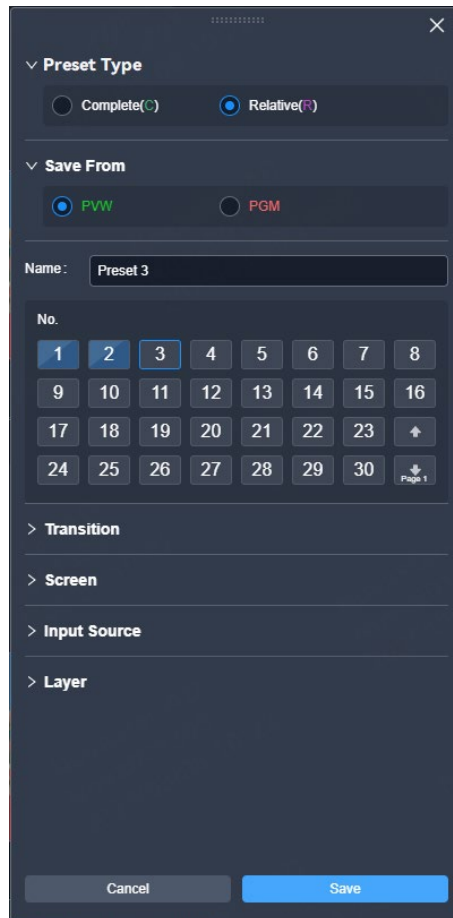 Preset Type
Complete(C) Relative(R)
Save From
PVW PGM
Name : Preset 3
No.
1 2 3 4 5 6 7 8
9 10 11 12 13 14 15 16
17 18 19 20 21 22 23
24 25 26 27 28 29 30 Page 1
Transition
Screen
Input Source
Layer
Cancel Save